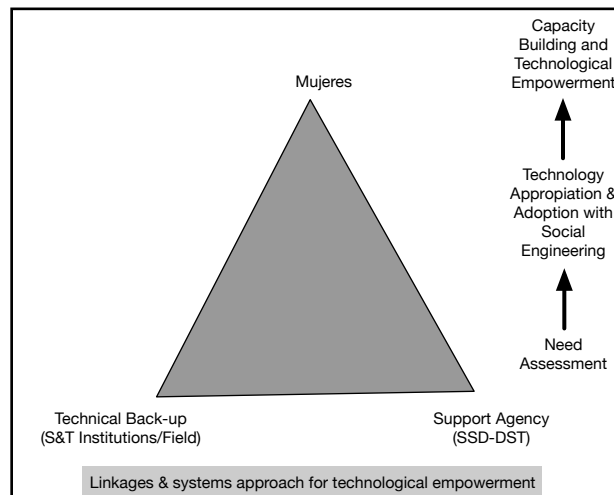 Capacity
Building and
Technological
Empowerment
Mujeres
Technology
Appropiation &
Adoption with
Social
Engineering
Need
Assessment
Technical Back-up
(S&T Institutions/Field)
Support Agency
(SSD-DST)
Linkages & systems approach for technological empowerment